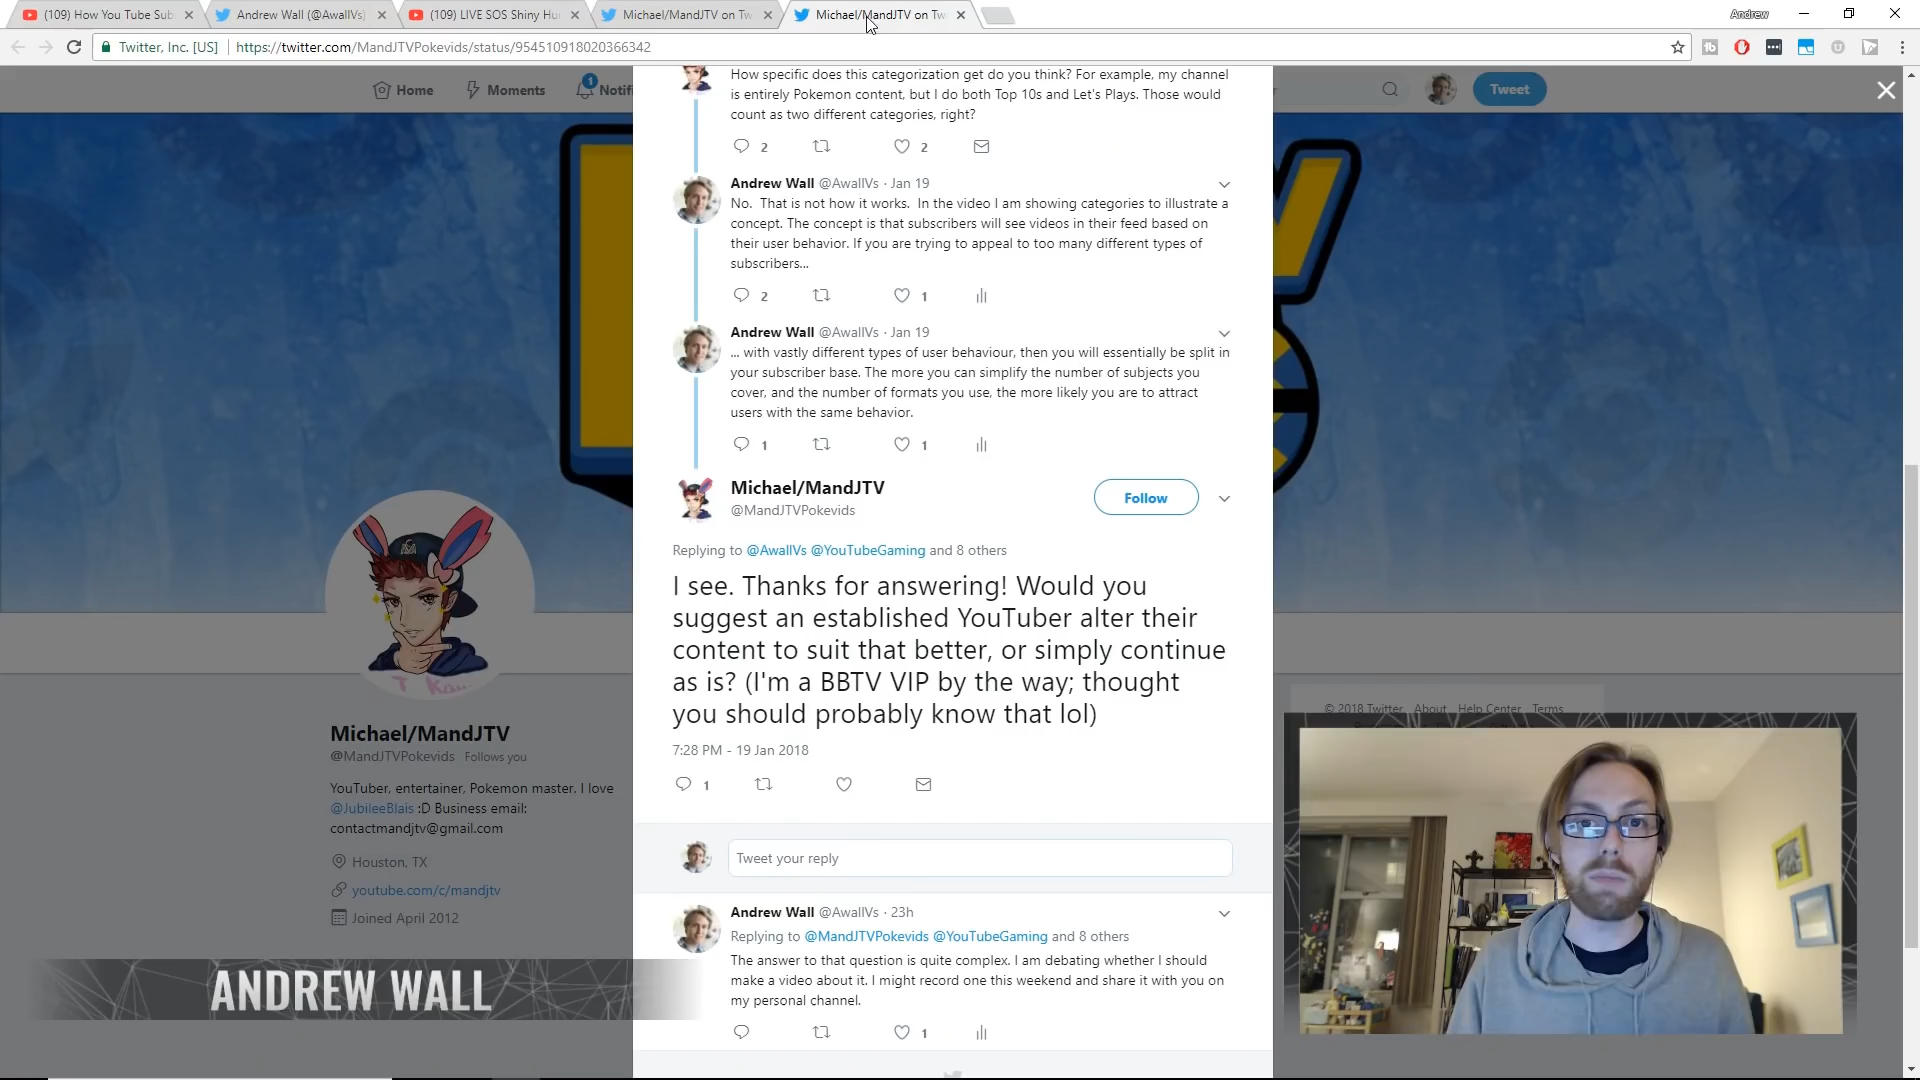 (109) How You Tube Sub
Andrew Wall (@AwallVs)
(109) LIVE SOS Shiny Hu
Michael/MandJTV on Tw
Michael/MandJTV on Tw
Andrew
Twitter, Inc. [US]
https://twitter.com/MandJTVPokevids/status/954510918020366342
Home
Moments
1
Notifi
Tweet
How specific does this categorization get do you think? For example, my channel
is entirely Pokemon content, but I do both Top 10s and Let's Plays. Those would
count as two different categories, right?
2
2
Andrew Wall @AwallVs · Jan 19
No. That is not how it works. In the video I am showing categories to illustrate a
concept. The concept is that subscribers will see videos in their feed based on
their user behavior. If you are trying to appeal to too many different types of
subscribers...
2
1
Andrew Wall @AwallVs · Jan 19
... with vastly different types of user behaviour, then you will essentially be split in
your subscriber base. The more you can simplify the number of subjects you
cover, and the number of formats you use, the more likely you are to attract
users with the same behavior.
1
1
Michael/MandJTV
@MandJTVPokevids
Follow
Replying to @AwallVs @YouTubeGaming and 8 others
I see. Thanks for answering! Would you
suggest an established YouTuber alter their
content to suit that better, or simply continue
as is? (I'm a BBTV VIP by the way; thought
you should probably know that lol)
7:28 PM - 19 Jan 2018
1
Tweet your reply
Andrew Wall @AwallVs · 23h
Replying to @MandJTVPokevids @YouTubeGaming and 8 others
The answer to that question is quite complex. I am debating whether I should
make a video about it. I might record one this weekend and share it with you on
my personal channel.
1
Michael/MandJTV
@MandJTVPokevids Follows you
YouTuber, entertainer, Pokemon master. I love
@JubileeBlais :D Business email:
contactmandjtv@gmail.com
Houston, TX
youtube.com/c/mandjtv
Joined April 2012
© 2018 Twitter About Help Center Terms
ANDREW WALL